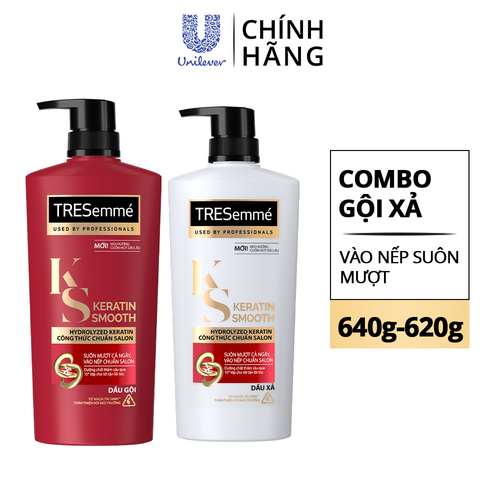 Unilever
CHÍNH
HÃNG
TRESemmé
USED BY PROFESSIONALS
MỚI!
KS
KERATIN
SMOOTH
HYDROLYZED KERATIN
CÔNG THỨC CHUẨN SALON
SUÔN MƯỢT CẢ NGÀY,
VÀO NẾP CHUẨN SALON
DẦU GỘI
TRESemmé
USED BY PROFESSIONALS
MỚI!
KS
KERATIN
SMOOTH
HYDROLYZED KERATIN
CÔNG THỨC CHUẨN SALON
SUÔN MƯỢT CẢ NGÀY,
VÀO NẾP CHUẨN SALON
DẦU XẢ
COMBO
GỘI XẢ
VÀO NẾP SUÔN
MƯỢT
640g-620g